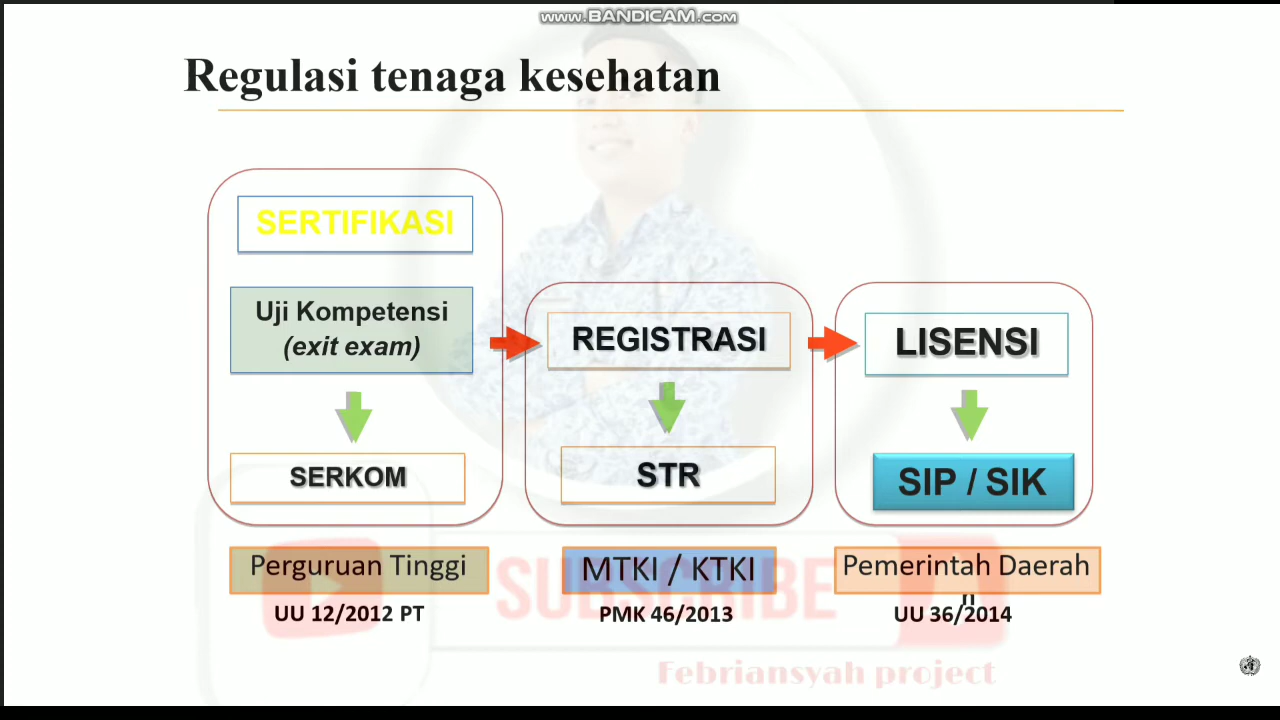 www.BANDICAM.com
Regulasi tenaga kesehatan
SERTIFIKASI
Uji Kompetensi
(exit exam)
SERKOM
Perguruan Tinggi
UU 12/2012 PT
REGISTRASI
STR
MTKI / KTKI
PMK 46/2013
LISENSI
SIP / SIK
Pemerintah Daerah
UU 36/2014
SUBSCRIBE
Febriansyah project